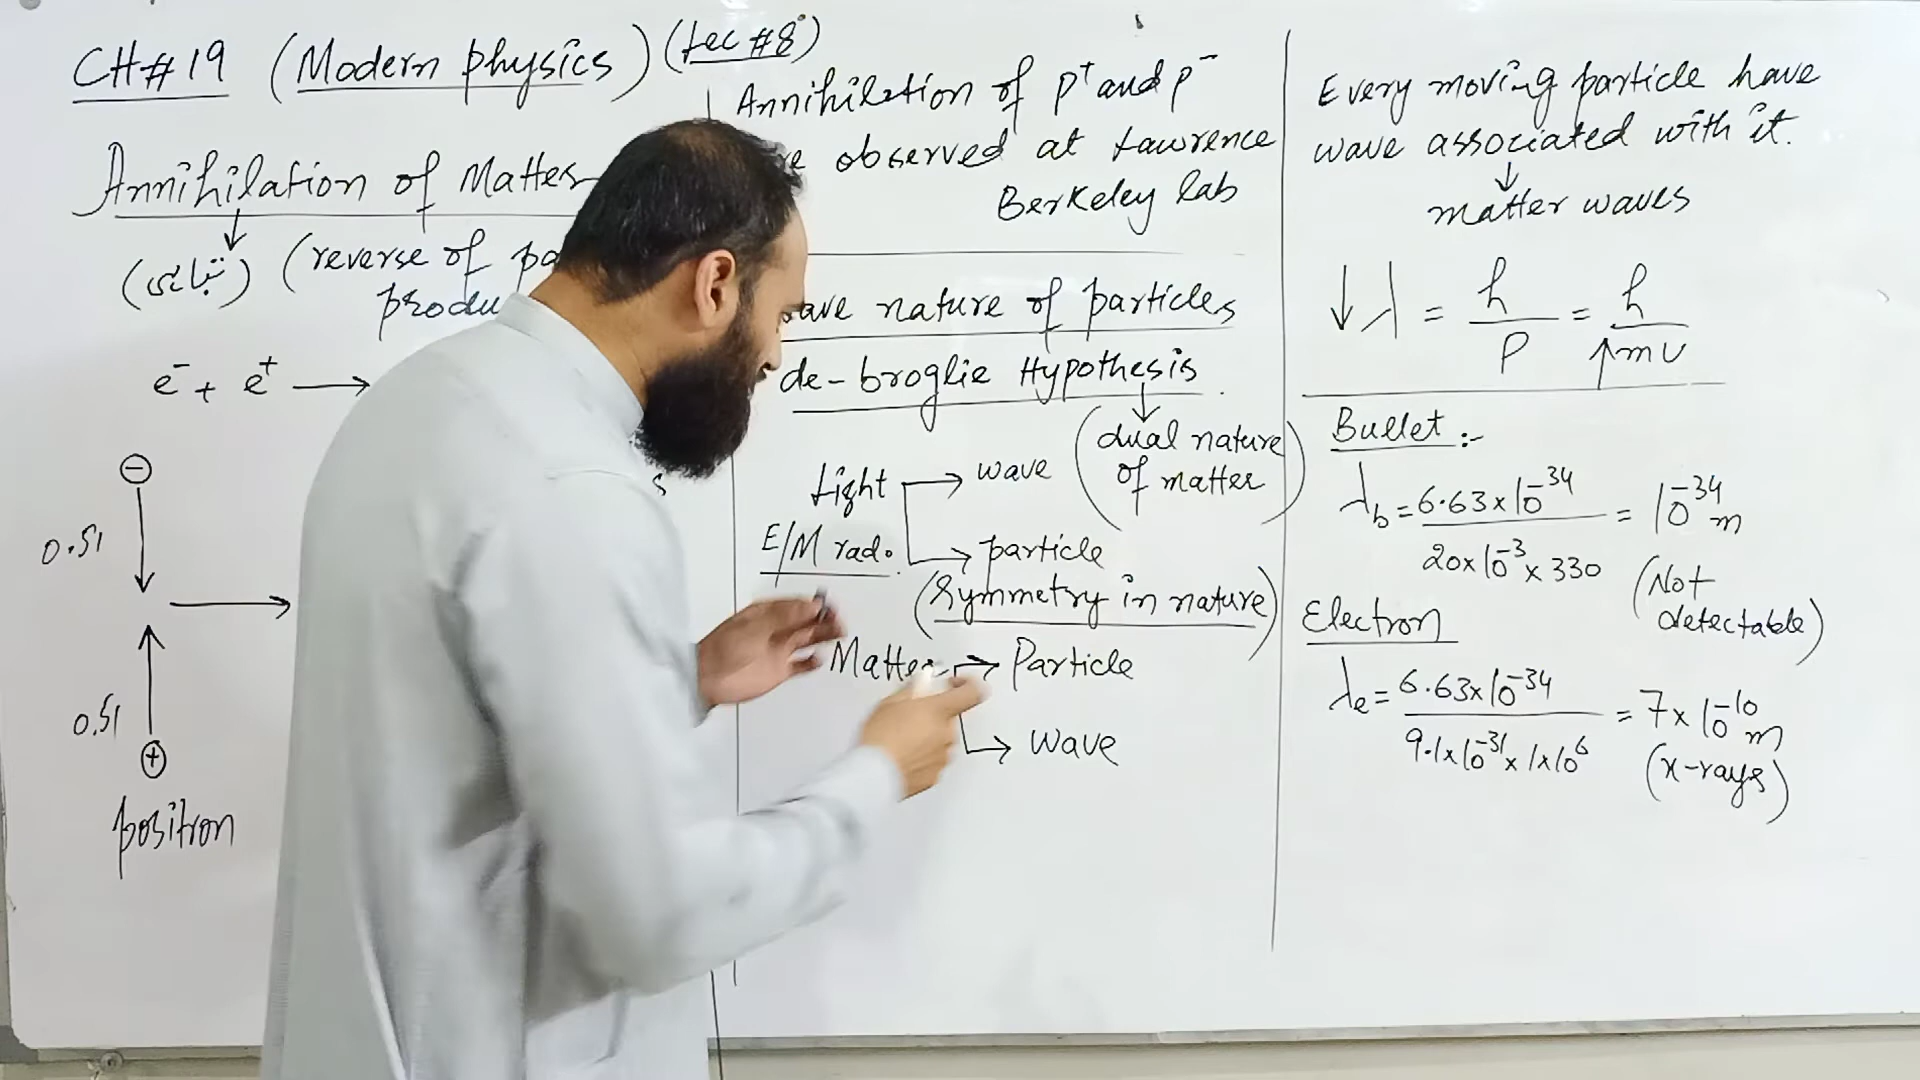 CH#19 (Modern physics) (Lec #8)
Annihilation of Matter
(تباہی) (reverse of
e⁻ + e⁺ →
0.51
0.51
positron
Annihilation of p⁺ and p⁻
observed at Lawrence
Berkeley lab
nature of particles
de-broglie Hypothesis
(dual nature
of matter)
Light → wave
E/M rad. → particle
(Symmetry in nature)
Matter → Particle
→ wave
Every moving particle have
wave associated with it.
↓
matter waves
↓ λ = h/P = h/↑mv
Bullet :-
λb = 6.63×10⁻³⁴ / 20×10⁻³×330 = 10⁻³⁴ m
(Not
detectable)
Electron
λe = 6.63×10⁻³⁴ / 9.1×10⁻³¹×1×10⁶ = 7×10⁻¹⁰ m
(x-rays)